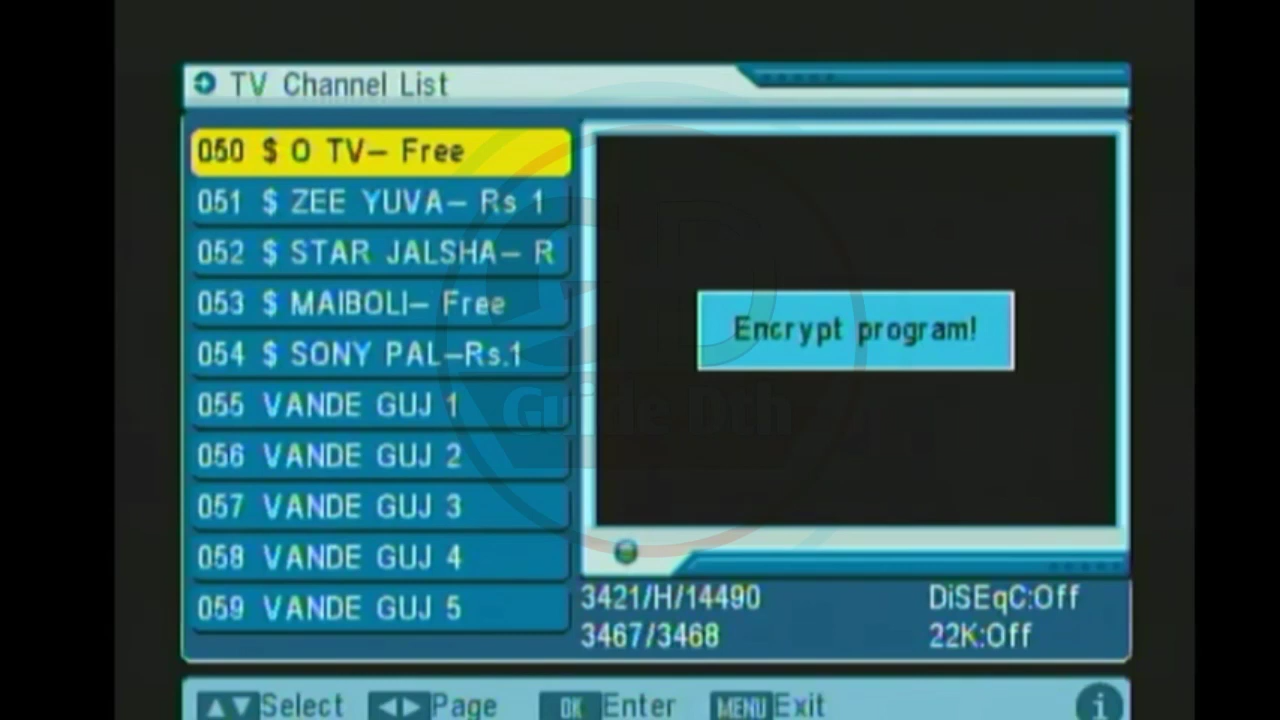 TV Channel List
050 $ O TV– Free
051 $ ZEE YUVA– Rs 1
052 $ STAR JALSHA– R
053 $ MAIBOLI– Free
054 $ SONY PAL–Rs.1
055 VANDE GUJ 1
056 VANDE GUJ 2
057 VANDE GUJ 3
058 VANDE GUJ 4
059 VANDE GUJ 5
Encrypt program!
GD
Guide Dth
3421/H/14490 DiSEqC:Off
3467/3468 22K:Off
Select Page OK Enter MENU Exit i